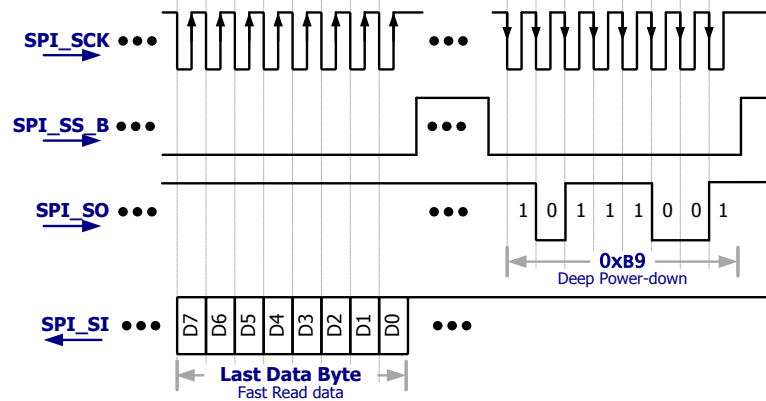 SPI_SCK
SPI_SS_B
SPI_SO
1 0 1 1 1 0 0 1
0xB9
Deep Power-down
SPI_SI
D7 D6 D5 D4 D3 D2 D1 D0
Last Data Byte
Fast Read data